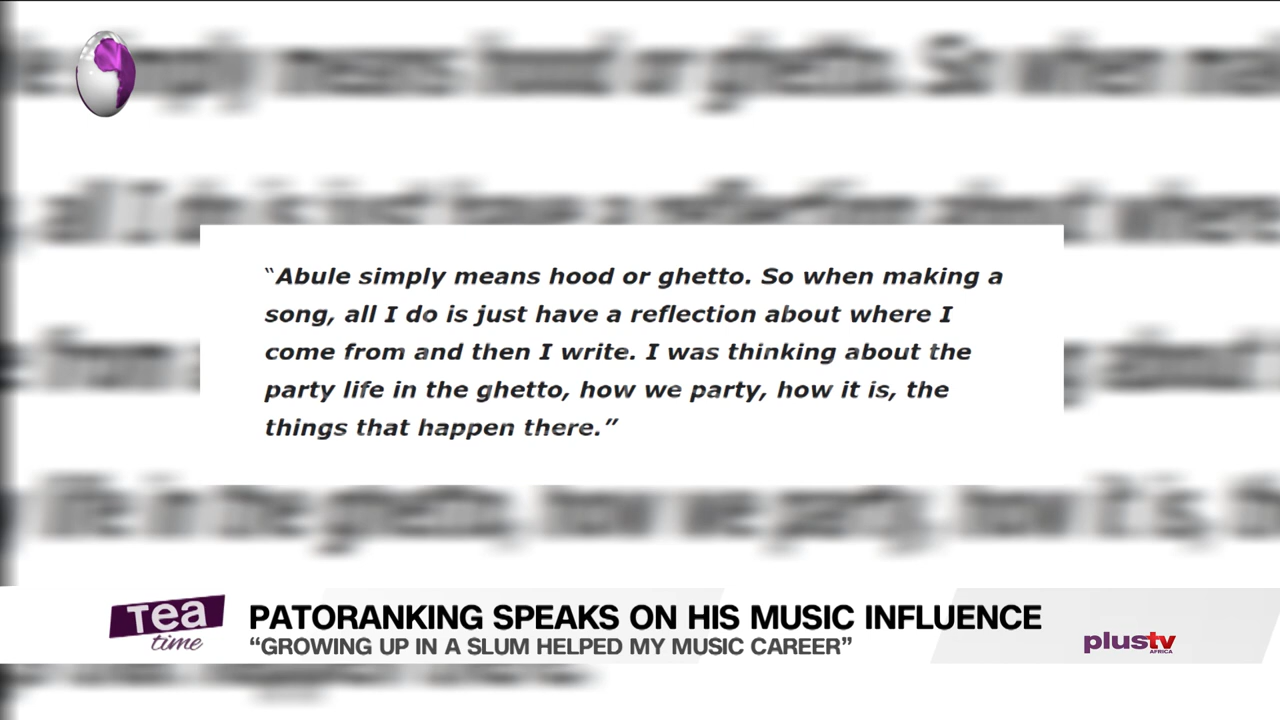 “Abule simply means hood or ghetto. So when making a
song, all I do is just have a reflection about where I
come from and then I write. I was thinking about the
party life in the ghetto, how we party, how it is, the
things that happen there.”
Tea
time
PATORANKING SPEAKS ON HIS MUSIC INFLUENCE
“GROWING UP IN A SLUM HELPED MY MUSIC CAREER”
plustv
AFRICA